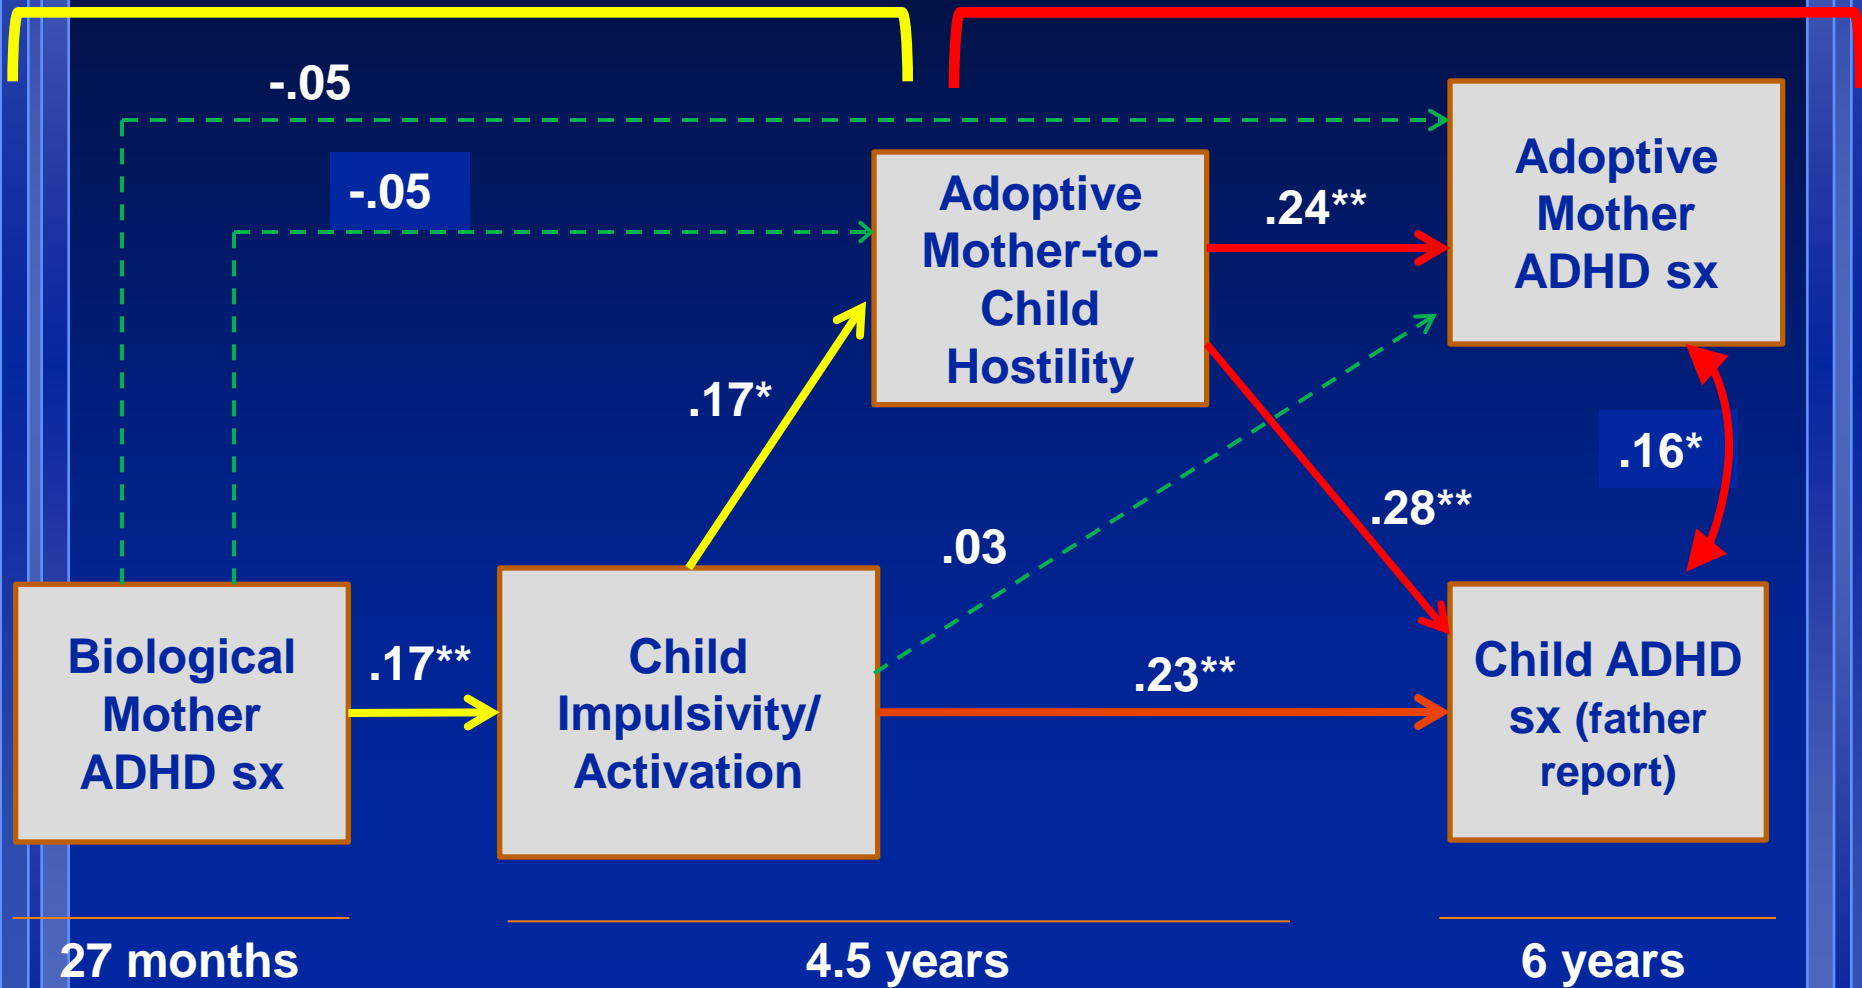 -.05
-.05
Adoptive
Mother-to-
Child
Hostility
.24**
Adoptive
Mother
ADHD sx
.17*
.16*
.28**
.03
Biological
Mother
ADHD sx
.17**
Child
Impulsivity/
Activation
.23**
Child ADHD
sx (father
report)
27 months
4.5 years
6 years